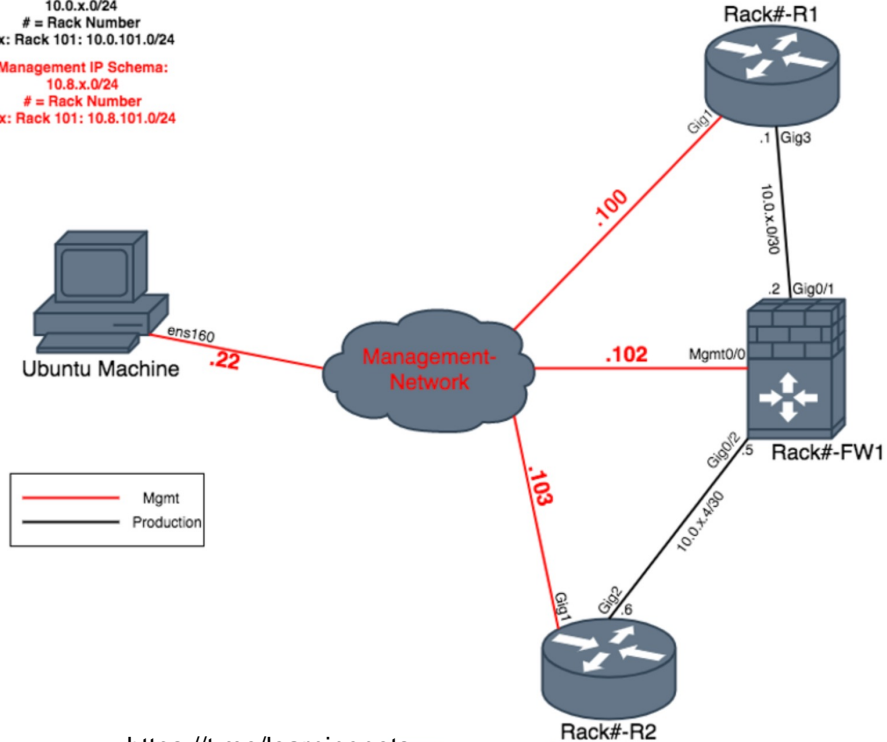 10.0.x.0/24
# = Rack Number
x: Rack 101: 10.0.101.0/24
Management IP Schema:
10.8.x.0/24
# = Rack Number
x: Rack 101: 10.8.101.0/24
Rack#-R1
Gig1
.1 Gig3
.100
10.0.x.0/30
.2 Gig0/1
ens160
.22
Ubuntu Machine
Management-
Network
.102
Mgmt0/0
Gig0/2
.5
Rack#-FW1
.103
10.0.x.4/30
Mgmt
Production
Gig1
Gig2
.6
Rack#-R2